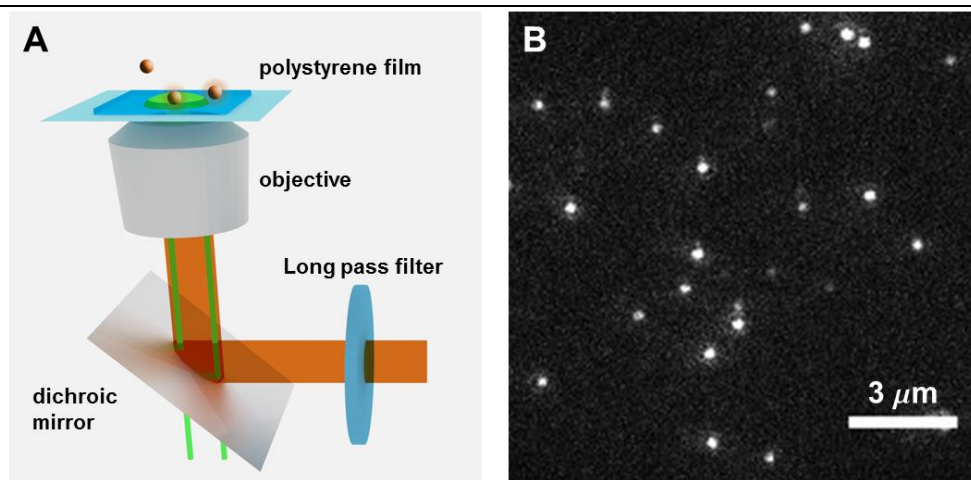 A
polystyrene film
objective
Long pass filter
dichroic
mirror
B
3 μm